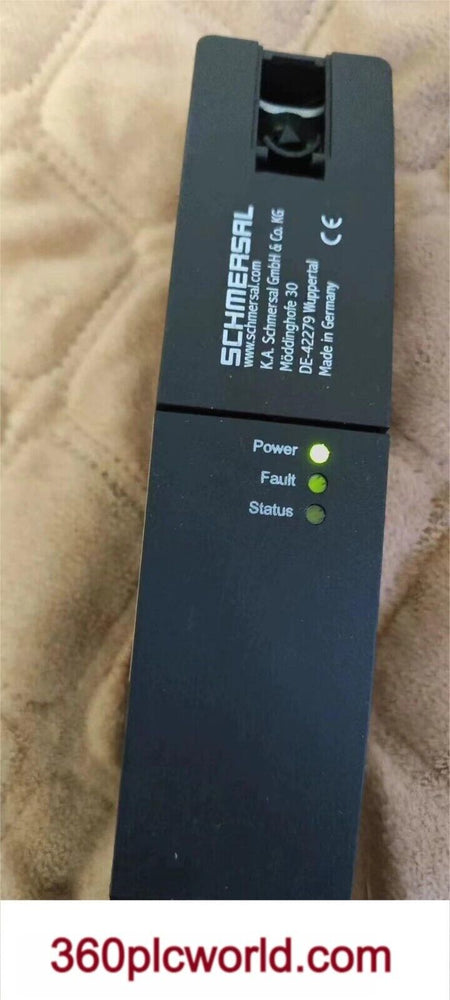 SCHMERSAL
www.schmersal.com
K.A. Schmersal GmbH & Co. KG
Möddinghofe 30
DE-42279 Wuppertal
Made in Germany
CE
Power
Fault
Status
360plcworld.com